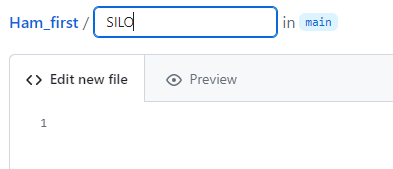 Ham_first / SILO in main
<> Edit new file Preview
1